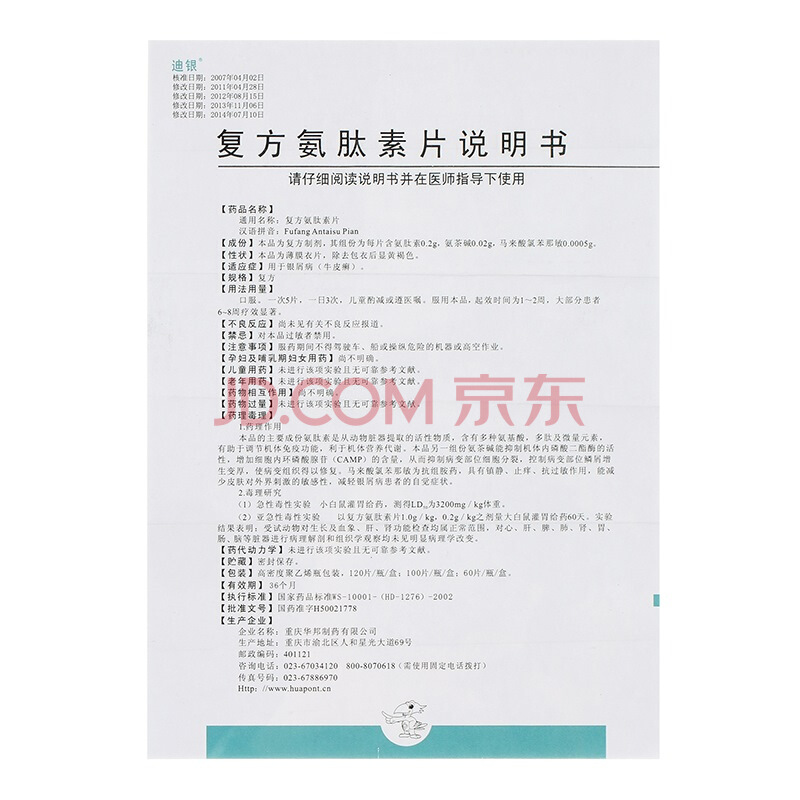 迪银®
核准日期：2007年04月02日
修改日期：2011年04月28日
修改日期：2012年08月15日
修改日期：2013年11月06日
修改日期：2014年07月10日
复方氨肽素片说明书
请仔细阅读说明书并在医师指导下使用
【药品名称】
通用名称：复方氨肽素片
汉语拼音：Fufang Antaisu Pian
【成份】本品为复方制剂，其组份为每片含氨肽素0.2g，氨茶碱0.02g，马来酸氯苯那敏0.0005g。
【性状】本品为薄膜衣片，除去包衣后显黄褐色。
【适应症】用于银屑病（牛皮癣）。
【规格】复方
【用法用量】
口服。一次5片，一日3次，儿童酌减或遵医嘱。服用本品，起效时间为1～2周，大部分患者
6~8周疗效显著。
【不良反应】尚未见有关不良反应报道。
【禁忌】对本品过敏者禁用。
【注意事项】服药期间不得驾驶车、船或操纵危险的机器或高空作业。
【孕妇及哺乳期妇女用药】尚不明确。
【儿童用药】未进行该项实验且无可靠参考文献。
【老年用药】未进行该项实验且无可靠参考文献。
【药物相互作用】尚不明确。
【药物过量】未进行该项实验且无可靠参考文献。
JD.COM 京东
【药理毒理】
1.药理作用
本品的主要成份氨肽素是从动物脏器提取的活性物质，含有多种氨基酸，多肽及微量元素，
有助于调节机体免疫功能，利于机体营养代谢。本品另一组份氨茶碱能抑制机体内磷酸二酯酶的活
性，增加细胞内环磷酸腺苷（CAMP）的含量，从而抑制病变部位细胞分裂，控制病变部位鳞屑增
生变厚，使病变组织得以修复。马来酸氯苯那敏为抗组胺药，具有镇静、止痒、抗过敏作用，能减
少皮肤对外界刺激的敏感性，减轻银屑病患者的自觉症状。
2.毒理研究
（1）急性毒性实验 小白鼠灌胃给药，测得LD₅₀为3200mg／kg体重。
（2）亚急性毒性实验 以复方氨肽素片1.0g／kg，0.2g／kg之剂量大白鼠灌胃给药60天。实验
结果表明：受试动物对生长及血象、肝、肾功能检查均属正常范围，对心、肝、脾、肺、肾、胃、
肠、脑等脏器进行病理解剖和组织学观察均未见明显病理学改变。
【药代动力学】未进行该项实验且无可靠参考文献。
【贮藏】密封保存。
【包装】高密度聚乙烯瓶包装，120片/瓶/盒；100片/瓶/盒；60片/瓶/盒。
【有效期】36个月
【执行标准】国家药品标准WS-10001-（HD-1276）-2002
【批准文号】国药准字H50021778
【生产企业】
企业名称：重庆华邦制药有限公司
生产地址：重庆市渝北区人和星光大道69号
邮政编码：401121
咨询电话：023-67034120 800-8070618（需使用固定电话拨打）
传真号码：023-67886970
Http：//www.huapont.cn